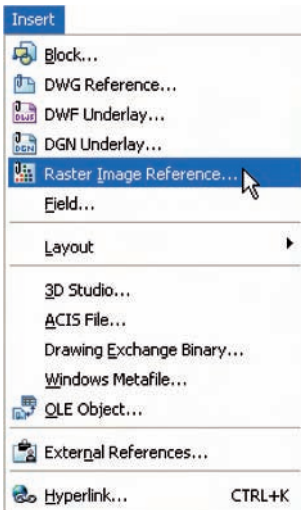 Insert
Block...
DWG Reference...
DWF Underlay...
DGN Underlay...
Raster Image Reference...
Field...
Layout
3D Studio...
ACIS File...
Drawing Exchange Binary...
Windows Metafile...
OLE Object...
External References...
Hyperlink... CTRL+K